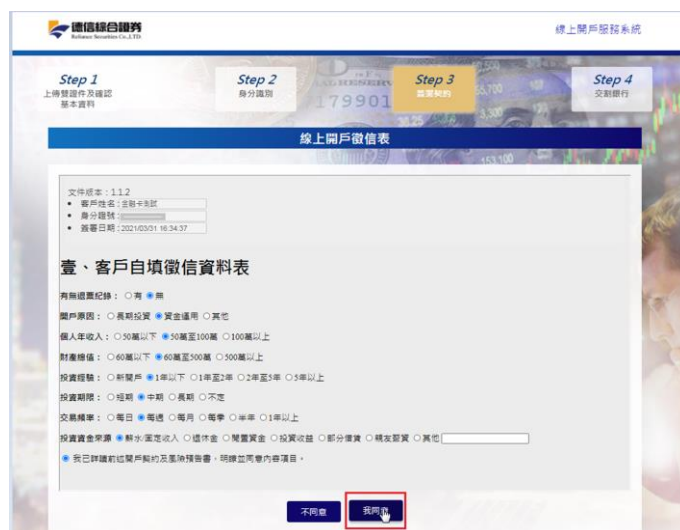 德信綜合證券
Reliance Securities Co.,LTD.
線上開戶服務系統
Step 1
上傳雙證件及確認
基本資料
Step 2
身分識別
Step 3
簽署契約
Step 4
交割銀行
線上開戶徵信表
文件版本：1.1.2
客戶姓名：金融卡測試
身分證號：
簽署日期：2021/03/31 16:34:37
壹、客戶自填徵信資料表
有無退票紀錄： 有 無
開戶原因： 長期投資 資金運用 其他
個人年收入： 50萬以下 50萬至100萬 100萬以上
財產總值： 60萬以下 60萬至500萬 500萬以上
投資經驗： 新開戶 1年以下 1年至2年 2年至5年 5年以上
投資期限： 短期 中期 長期 不定
交易頻率： 每日 每週 每月 每季 半年 1年以上
投資資金來源 薪水/固定收入 退休金 閒置資金 投資收益 部分借貸 親友資 其他
我已詳讀前述開戶契約及風險預告書，明瞭並同意內容項目。
不同意
我同意